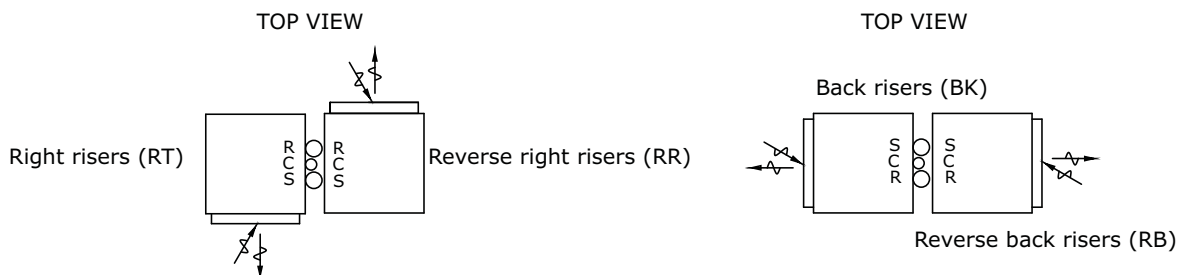 TOP VIEW
Right risers (RT)
R R
C C
S S
Reverse right risers (RR)
TOP VIEW
Back risers (BK)
S S
C C
R R
Reverse back risers (RB)